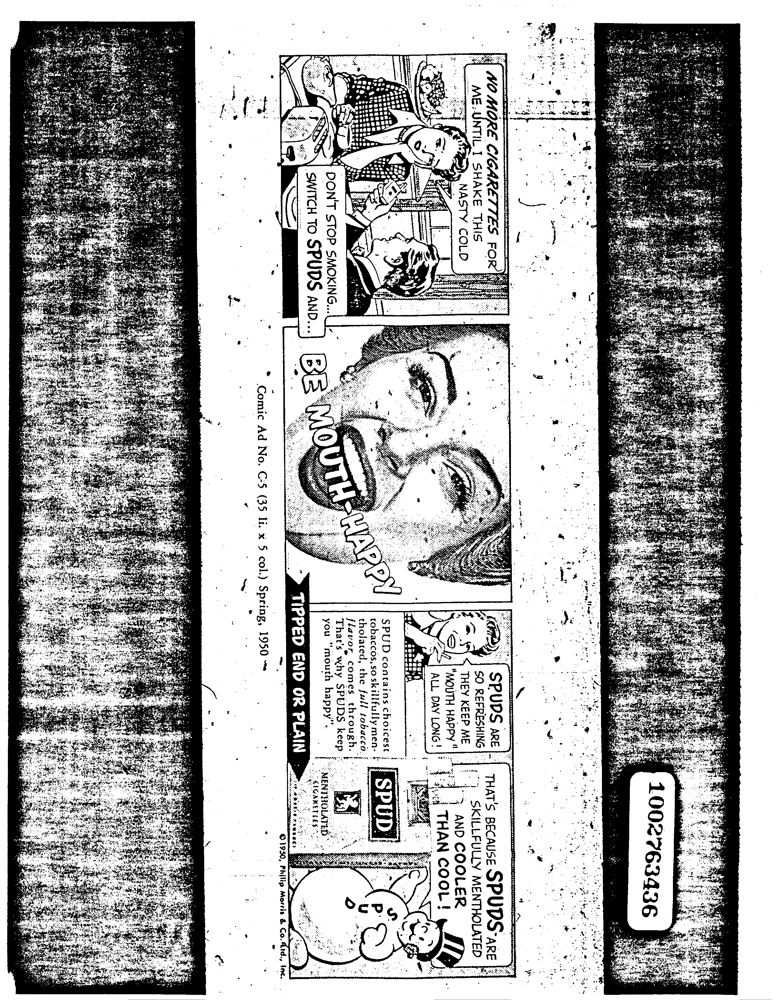 NO MORE CIGARETTES FOR
ME UNTIL I SHAKE THIS
NASTY COLD
DON'T STOP SMOKING...
SWITCH TO SPUDS AND...
BE MOUTH-HAPPY
SPUDS ARE
SO REFRESHING
THEY KEEP ME
"MOUTH HAPPY"
ALL DAY LONG!
SPUD contains choicest
tobaccos, so skillfully men-
tholated, the full tobacco
flavor comes through.
That's why SPUDS keep
you "mouth happy".
TIPPED END OR PLAIN
THAT'S BECAUSE SPUDS ARE
SKILLFULLY MENTHOLATED
AND COOLER
THAN COOL!
SPUD
MENTHOLATED
CIGARETTES
SPUD
© 1950, Philip Morris & Co. Ltd., Inc.
Comic Ad No. C-5 (35 li. x 5 col.) Spring, 1950
1002763436